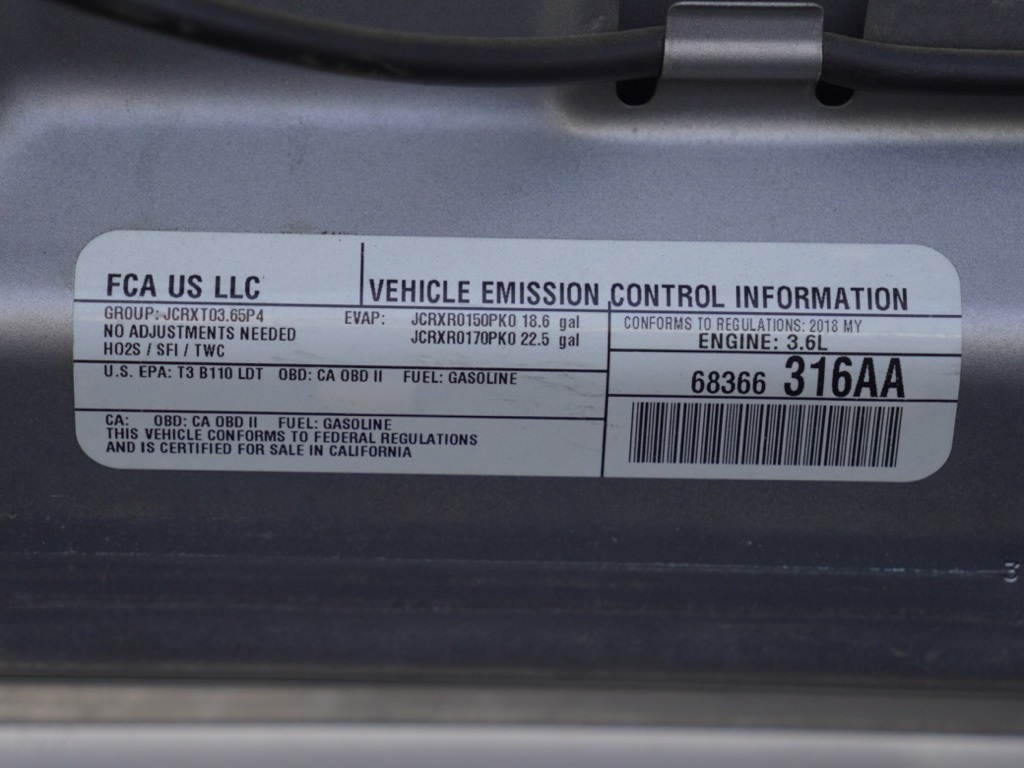 FCA US LLC
VEHICLE EMISSION CONTROL INFORMATION
GROUP: JCRXT03.65P4 EVAP: JCRXR0150PK0 18.6 gal
NO ADJUSTMENTS NEEDED JCRXR0170PK0 22.5 gal
HO2S / SFI / TWC
CONFORMS TO REGULATIONS: 2018 MY
ENGINE: 3.6L
U.S. EPA: T3 B110 LDT OBD: CA OBD II FUEL: GASOLINE
68366 316AA
CA: OBD: CA OBD II FUEL: GASOLINE
THIS VEHICLE CONFORMS TO FEDERAL REGULATIONS
AND IS CERTIFIED FOR SALE IN CALIFORNIA